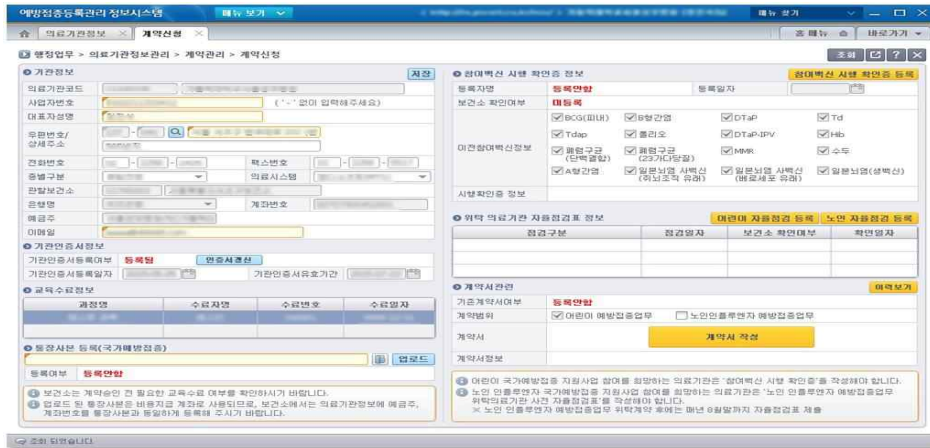 예방접종등록관리 정보시스템
메뉴 보기
메뉴 찾기
의료기관정보
계약신청
홈 메뉴
바로가기
행정업무 > 의료기관정보관리 > 계약관리 > 계약신청
조회
기관정보
저장
의료기관코드
사업자번호
( '-' 없이 입력해주세요)
대표자성명
우편번호/
상세주소
전화번호
팩스번호
종별구분
의료시스템
관할보건소
은행명
계좌번호
예금주
이메일
기관인증서정보
기관인증서등록여부 등록됨 인증서갱신
기관인증서등록일자
기관인증서유효기간
교육수료정보
과정명 수료자명 수료번호 수료일자
통장사본 등록(국가예방접종)
업로드
등록여부 등록안함
보건소는 계약승인 전 필요한 교육수료 여부를 확인하시기 바랍니다.
업로드 된 통장사본은 비용지급 계좌로 사용되므로, 보건소에서는 의료기관정보에 예금주,
계좌번호를 통장사본과 동일하게 등록해 주시기 바랍니다.
참여백신 시행 확인증 정보
참여백신 시행 확인증 등록
등록자명 등록안함 등록일자
보건소 확인여부 미등록
이전참여백신정보
BCG(피내) B형간염 DTaP Td
Tdap 폴리오 DTaP-IPV Hib
폐렴구균 (단백결합) 폐렴구균 (23가다당질) MMR 수두
A형간염 일본뇌염 사백신 (쥐뇌조직 유래) 일본뇌염 사백신 (베로세포 유래) 일본뇌염(생백신)
시행확인증 정보
위탁 의료기관 자율점검표 정보
어린이 자율점검 등록 노인 자율점검 등록
점검구분 점검일자 보건소 확인여부 확인일자
계약서관련
이력보기
기존계약서여부 등록안함
계약범위 어린이 예방접종업무 노인인플루엔자 예방접종업무
계약서 계약서 작성
계약서정보
어린이 국가예방접종 지원사업 참여를 희망하는 의료기관은 '참여백신 시행 확인증'을 작성해야 합니다.
노인 인플루엔자 국가예방접종 지원사업 참여를 희망하는 의료기관은 '노인 인플루엔자 예방접종업무
위탁의료기관 사전 자율점검표'를 작성해야 합니다.
※ 노인 인플루엔자 예방접종업무 위탁계약 후에는 매년 8월말까지 자율점검표 제출
조회 되었습니다.